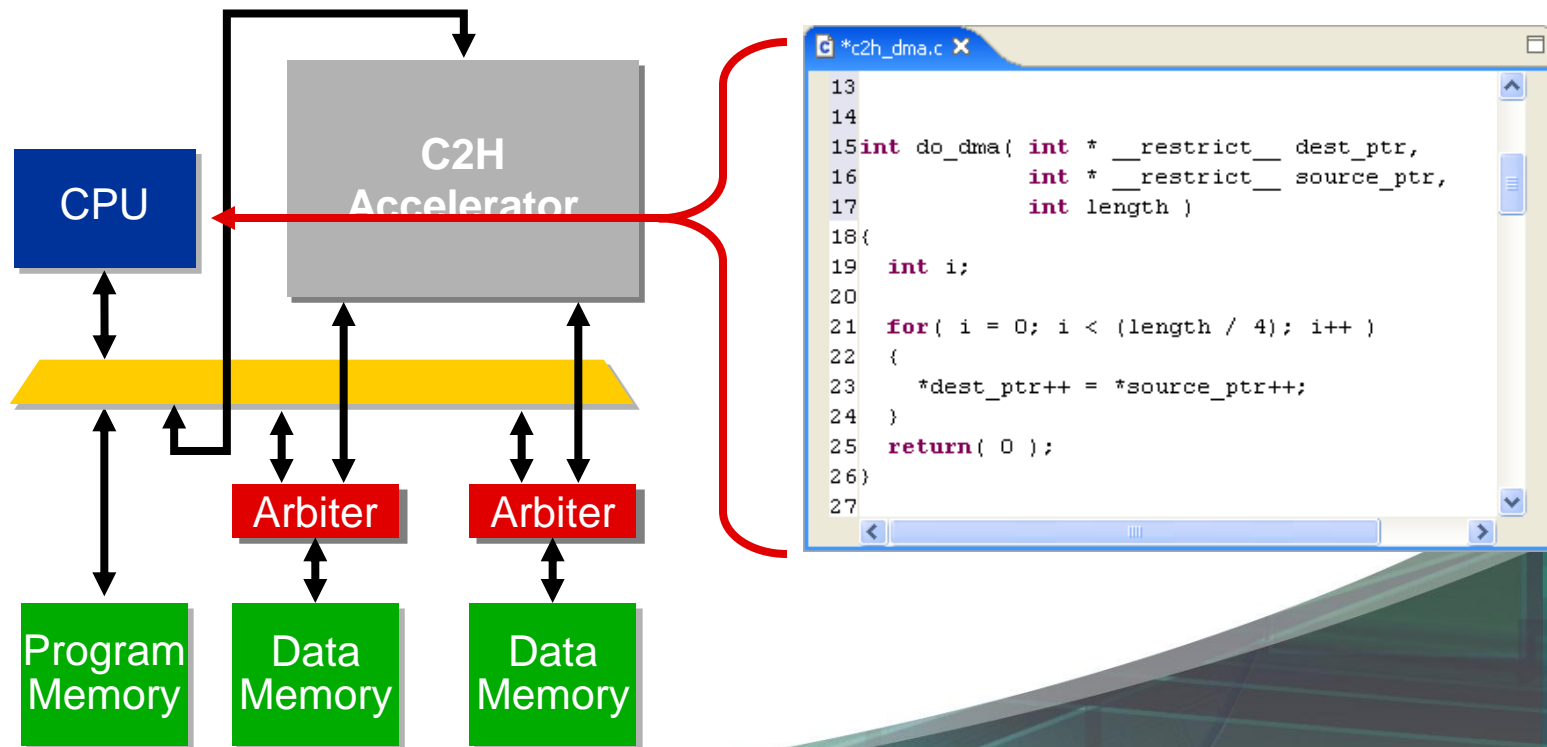 C2H
Accelerator
CPU
Arbiter
Arbiter
Program
Memory
Data
Memory
Data
Memory
*c2h_dma.c
13
14
15int do_dma( int * __restrict__ dest_ptr,
16            int * __restrict__ source_ptr,
17            int length )
18{
19  int i;
20
21  for( i = 0; i < (length / 4); i++ )
22  {
23    *dest_ptr++ = *source_ptr++;
24  }
25  return( 0 );
26}
27